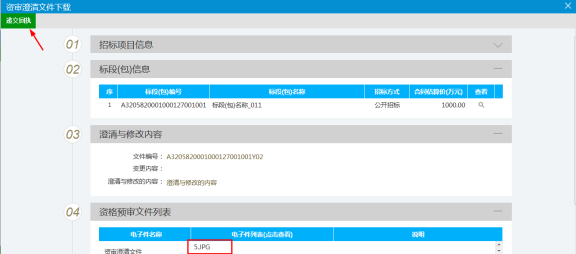 资审澄清文件下载
递交回执
01 招标项目信息
02 标段(包)信息
序 标段(包)编号 标段(包)名称 招标方式 合同估算价(万元) 查看
1 A3205820001000127001001 标段(包)名称_011 公开招标 1000.00
03 澄清与修改内容
文件编号： A3205820001000127001001Y02
变更内容：
澄清与修改的内容： 澄清与修改的内容
04 资格预审文件列表
电子件名称 电子件列表(点击查看) 说明
资审澄清文件 5.JPG